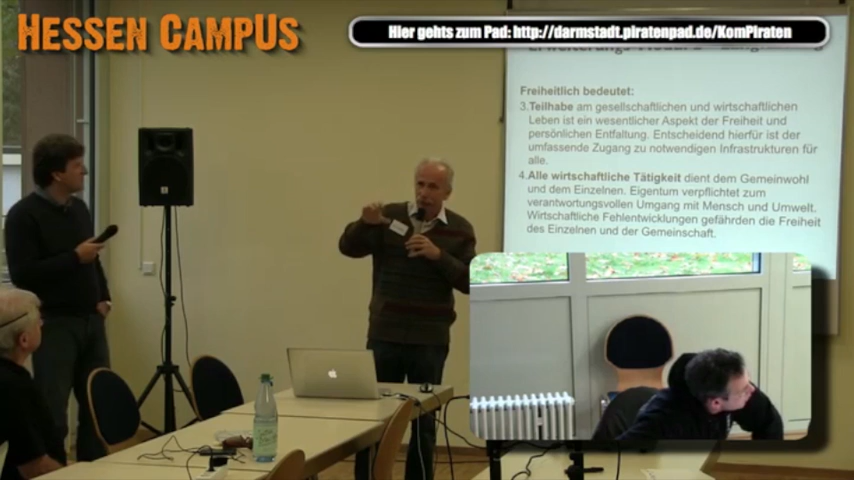 HESSEN CAMPUS
Hier gehts zum Pad: http://darmstadt.piratenpad.de/KomPiraten
Freiheitlich bedeutet:
3.Teilhabe am gesellschaftlichen und wirtschaftlichen
Leben ist ein wesentlicher Aspekt der Freiheit und
persönlichen Entfaltung. Entscheidend hierfür ist der
umfassende Zugang zu notwendigen Infrastrukturen für
alle.
4.Alle wirtschaftliche Tätigkeit dient dem Gemeinwohl
und dem Einzelnen. Eigentum verpflichtet zum
verantwortungsvollen Umgang mit Mensch und Umwelt.
Wirtschaftliche Fehlentwicklungen gefährden die Freiheit
des Einzelnen und der Gemeinschaft.